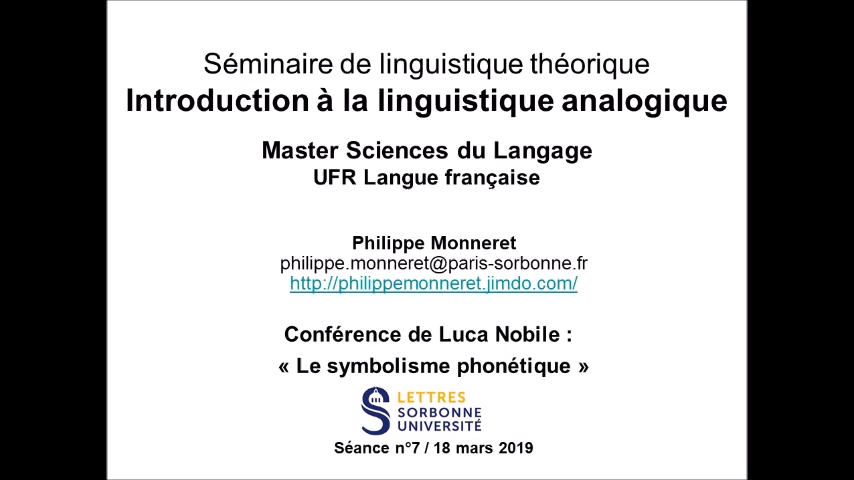 Séminaire de linguistique théorique
Introduction à la linguistique analogique
Master Sciences du Langage
UFR Langue française
Philippe Monneret
philippe.monneret@paris-sorbonne.fr
http://philippemonneret.jimdo.com/
Conférence de Luca Nobile :
« Le symbolisme phonétique »
LETTRES
SORBONNE
UNIVERSITÉ
Séance n°7 / 18 mars 2019